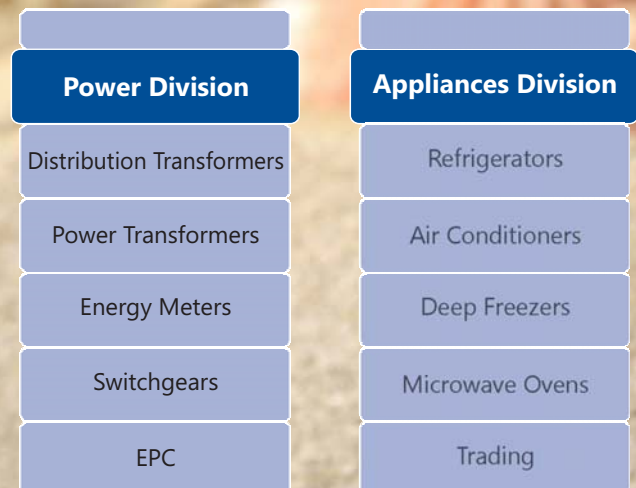 Power Division
Distribution Transformers
Power Transformers
Energy Meters
Switchgears
EPC
Appliances Division
Refrigerators
Air Conditioners
Deep Freezers
Microwave Ovens
Trading